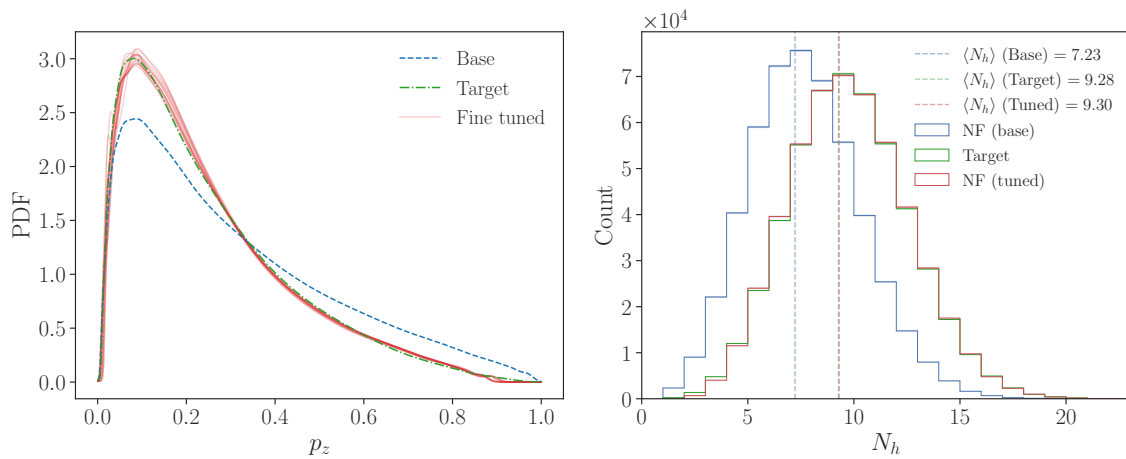 3.0
2.5
2.0
1.5
1.0
0.5
0.0
PDF
0.0 0.2 0.4 0.6 0.8 1.0
p_z
Base
Target
Fine tuned
×10⁴
7
6
5
4
3
2
1
0
Count
0 5 10 15 20
N_h
⟨N_h⟩ (Base) = 7.23
⟨N_h⟩ (Target) = 9.28
⟨N_h⟩ (Tuned) = 9.30
NF (base)
Target
NF (tuned)